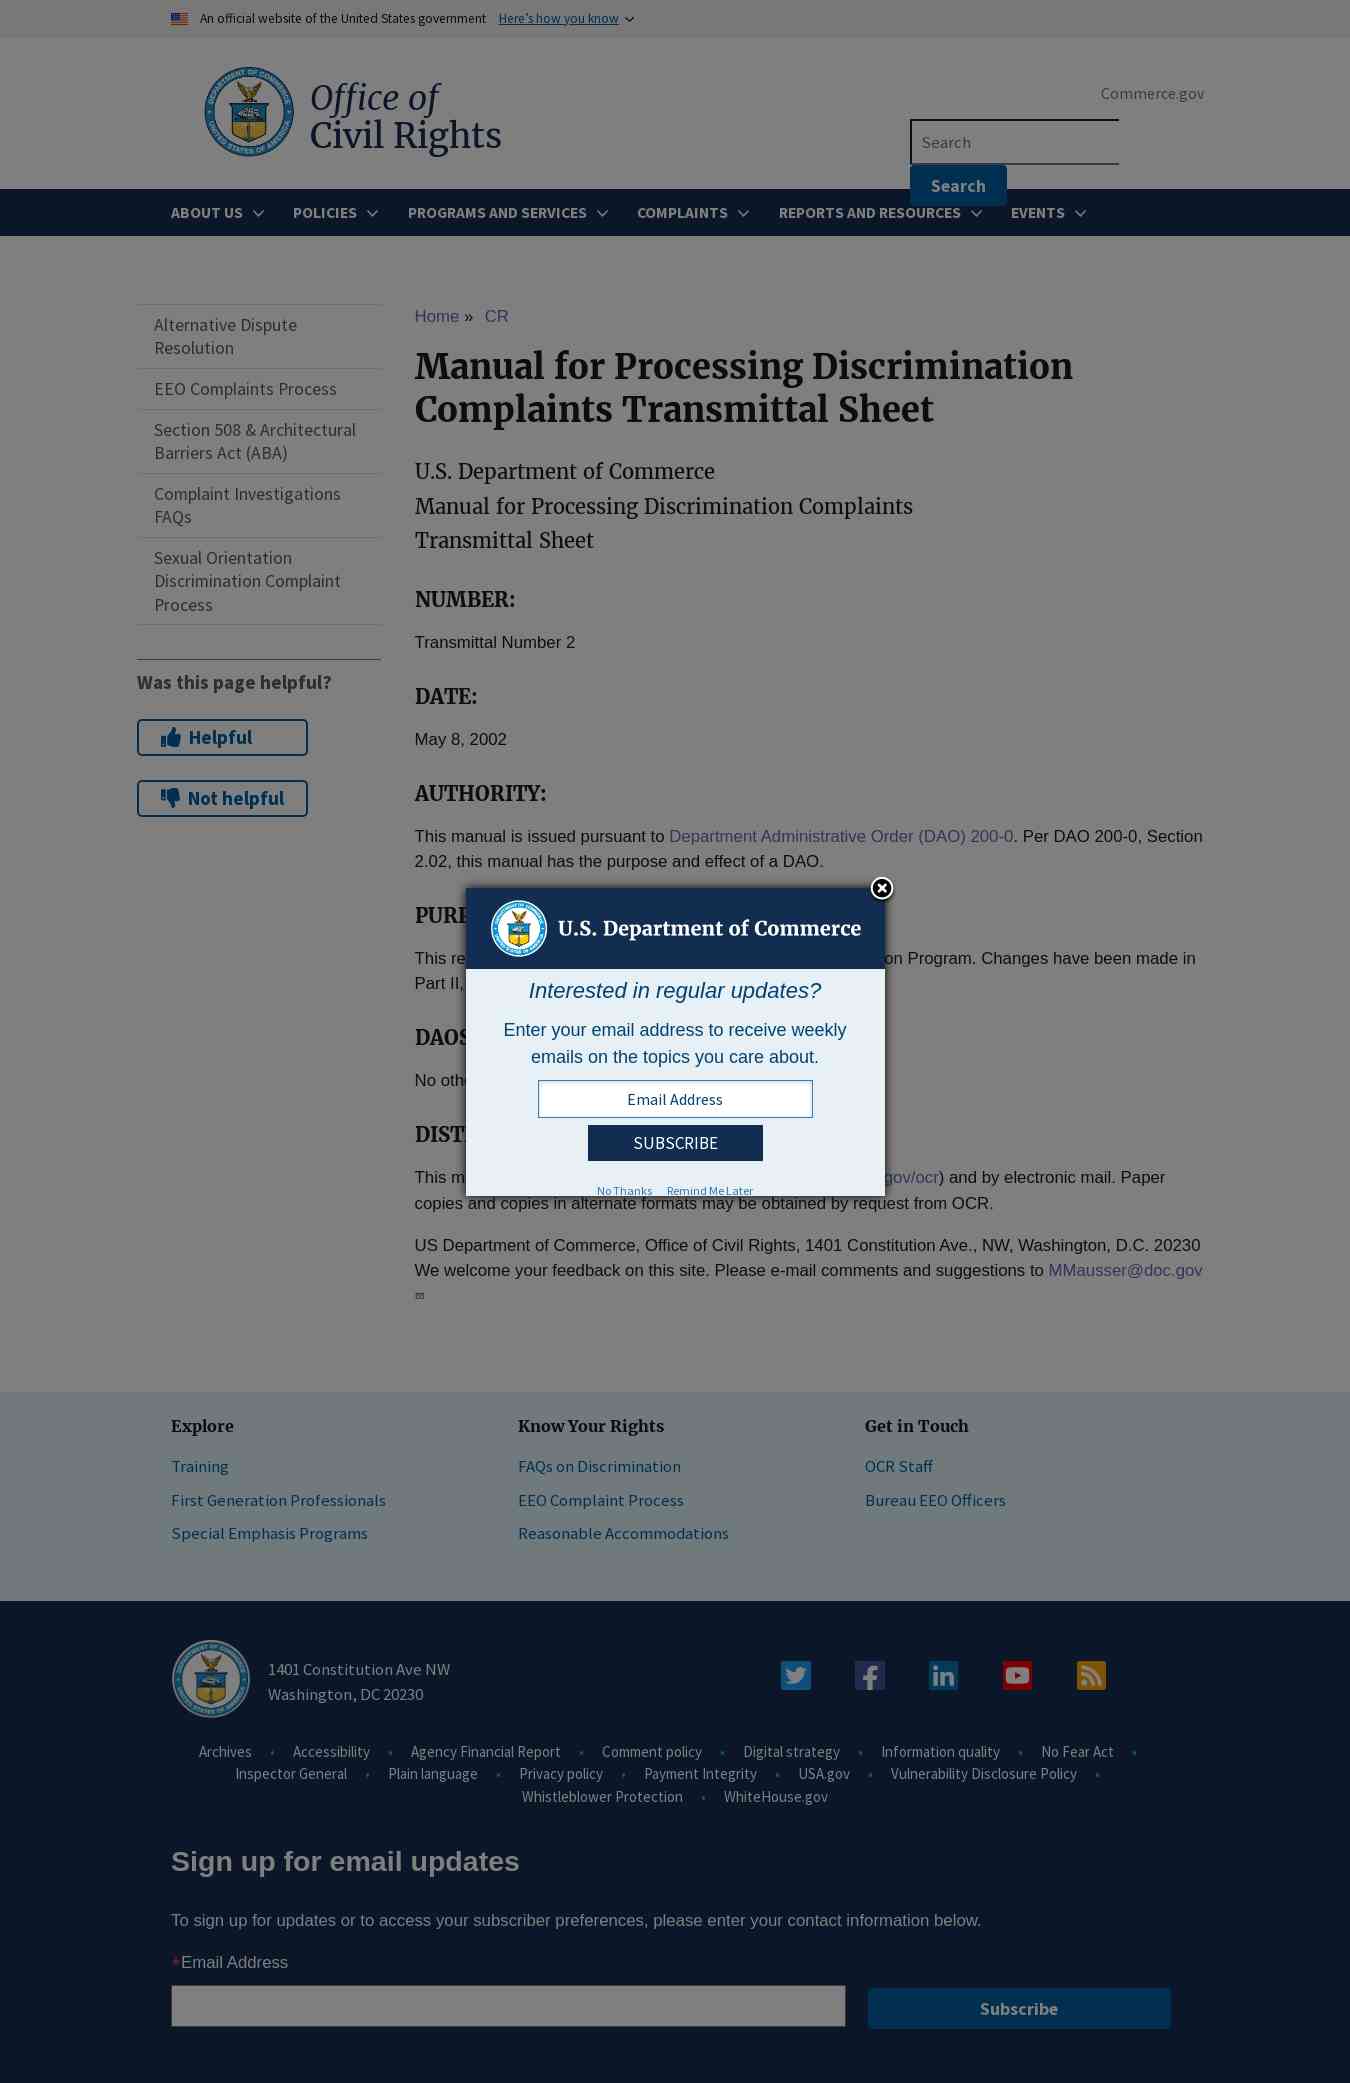 An official website of the United States government Here's how you know
Office of
Civil Rights
Commerce.gov
Search
Search
ABOUT US POLICIES PROGRAMS AND SERVICES COMPLAINTS REPORTS AND RESOURCES EVENTS
Alternative Dispute
Resolution
EEO Complaints Process
Section 508 & Architectural
Barriers Act (ABA)
Complaint Investigations
FAQs
Sexual Orientation
Discrimination Complaint
Process
Was this page helpful?
Helpful
Not helpful
Home » CR
Manual for Processing Discrimination
Complaints Transmittal Sheet
U.S. Department of Commerce
Manual for Processing Discrimination Complaints
Transmittal Sheet
NUMBER:
Transmittal Number 2
DATE:
May 8, 2002
AUTHORITY:
This manual is issued pursuant to Department Administrative Order (DAO) 200-0. Per DAO 200-0, Section
2.02, this manual has the purpose and effect of a DAO.
This on Program. Changes have been made in
Part II,
No
This gov/ocr) and by electronic mail. Paper
copies and copies in alternate formats may be obtained by request from OCR.
US Department of Commerce, Office of Civil Rights, 1401 Constitution Ave., NW, Washington, D.C. 20230
We welcome your feedback on this site. Please e-mail comments and suggestions to MMausser@doc.gov
U.S. Department of Commerce
Interested in regular updates?
Enter your email address to receive weekly
emails on the topics you care about.
Email Address
SUBSCRIBE
No Thanks Remind Me Later
Explore
Training
First Generation Professionals
Special Emphasis Programs
Know Your Rights
FAQs on Discrimination
EEO Complaint Process
Reasonable Accommodations
Get in Touch
OCR Staff
Bureau EEO Officers
1401 Constitution Ave NW
Washington, DC 20230
Archives • Accessibility • Agency Financial Report • Comment policy • Digital strategy • Information quality • No Fear Act •
Inspector General • Plain language • Privacy policy • Payment Integrity • USA.gov • Vulnerability Disclosure Policy •
Whistleblower Protection • WhiteHouse.gov
Sign up for email updates
To sign up for updates or to access your subscriber preferences, please enter your contact information below.
*Email Address
Subscribe